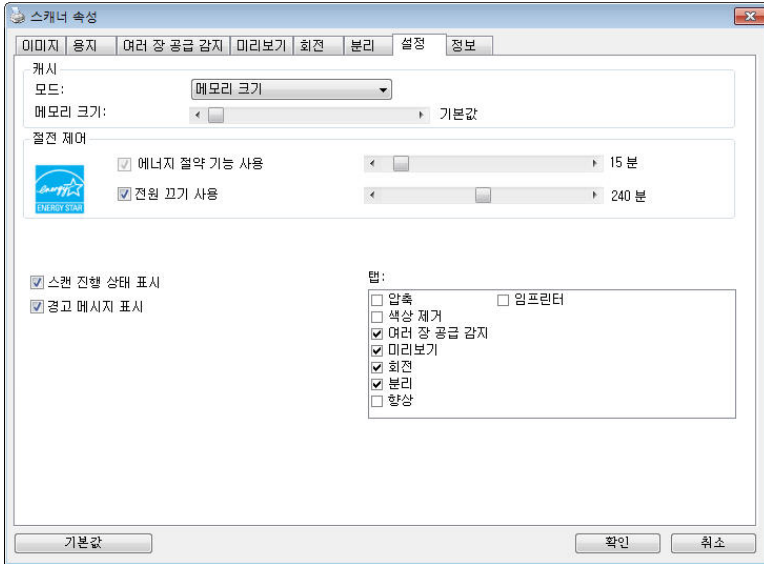 스캐너 속성
이미지 용지 여러 장 공급 감지 미리보기 회전 분리 설정 정보
캐시
모드: 메모리 크기
메모리 크기: 기본값
절전 제어
에너지 절약 기능 사용 15 분
전원 끄기 사용 240 분
energy
ENERGY STAR
스캔 진행 상태 표시
경고 메시지 표시
탭:
압축 임프린터
색상 제거
여러 장 공급 감지
미리보기
회전
분리
향상
기본값 확인 취소